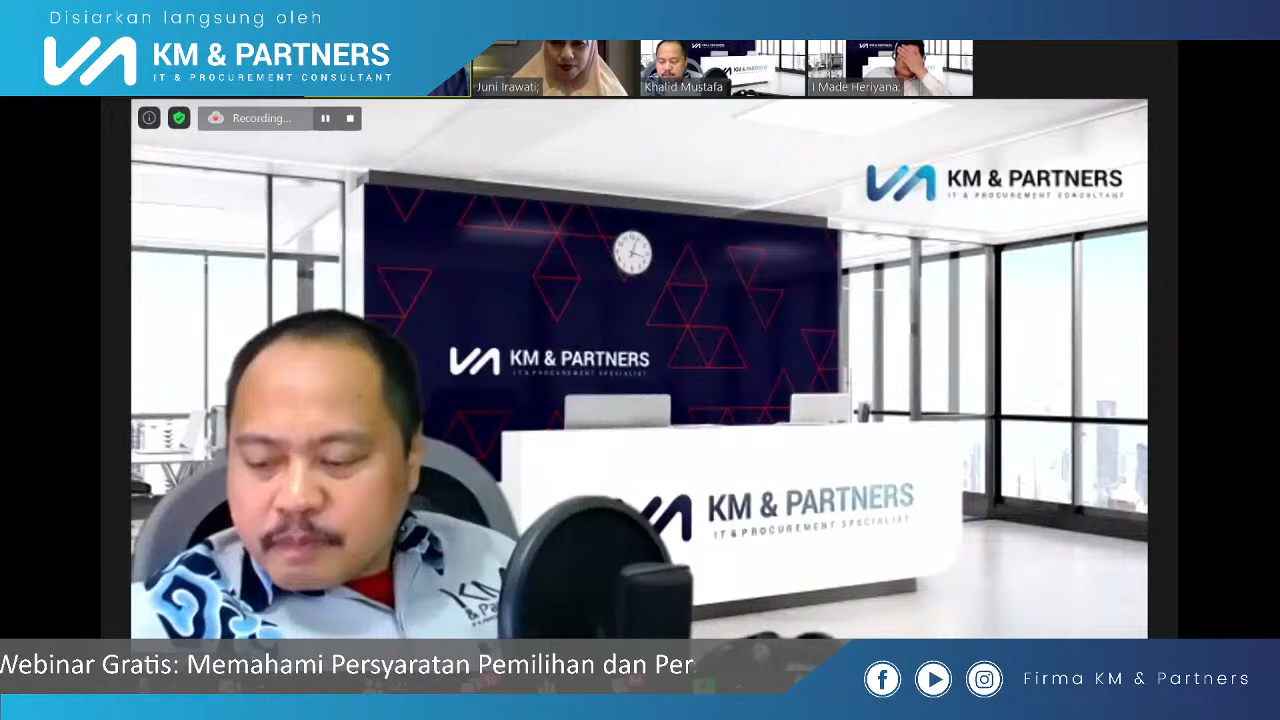 Disiarkan langsung oleh
KM & PARTNERS
IT & PROCUREMENT CONSULTANT
Juni Irawati;
Khalid Mustafa
I Made Heriyana;
Recording...
KM & PARTNERS
IT & PROCUREMENT CONSULTANT
KM & PARTNERS
IT & PROCUREMENT SPECIALIST
KM & PARTNERS
IT & PROCUREMENT SPECIALIST
KM
& Pa
Webinar Gratis: Memahami Persyaratan Pemilihan dan Per
Firma KM & Partners